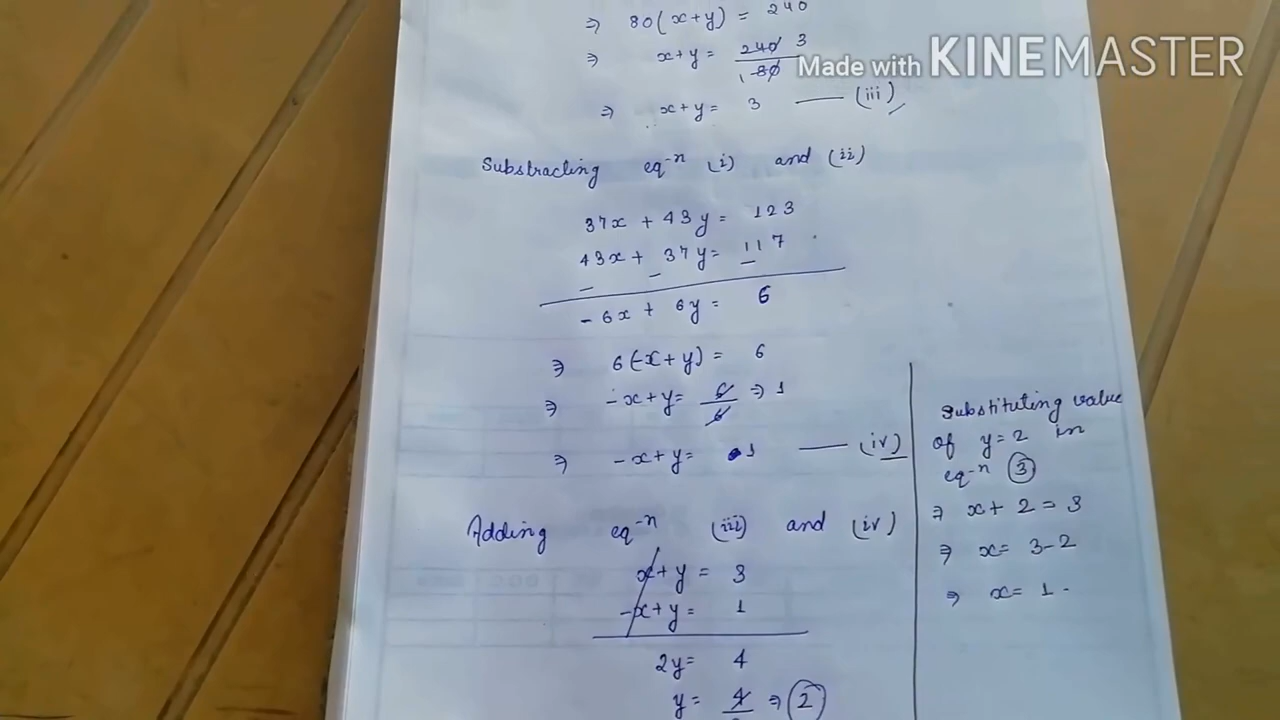 ⇒ 80(x+y) = 240
⇒ x+y = 240/80 3
1
Made with KINEMASTER
⇒ x+y = 3 —— (iii)
Substracting eq-n (i) and (ii)
37x + 43y = 123
43x + 37y = 117
− − −
-6x + 6y = 6
⇒ 6(-x+y) = 6
⇒ -x+y = 6/6 ⇒ 1
⇒ -x+y = 1 —— (iv)
Adding eq-n (iii) and (iv)
x+y = 3
-x+y = 1
2y = 4
y = 4 ⇒ 2
Substituting value
of y=2 in
eq-n 3
⇒ x+ 2 = 3
⇒ x= 3-2
⇒ x= 1 -